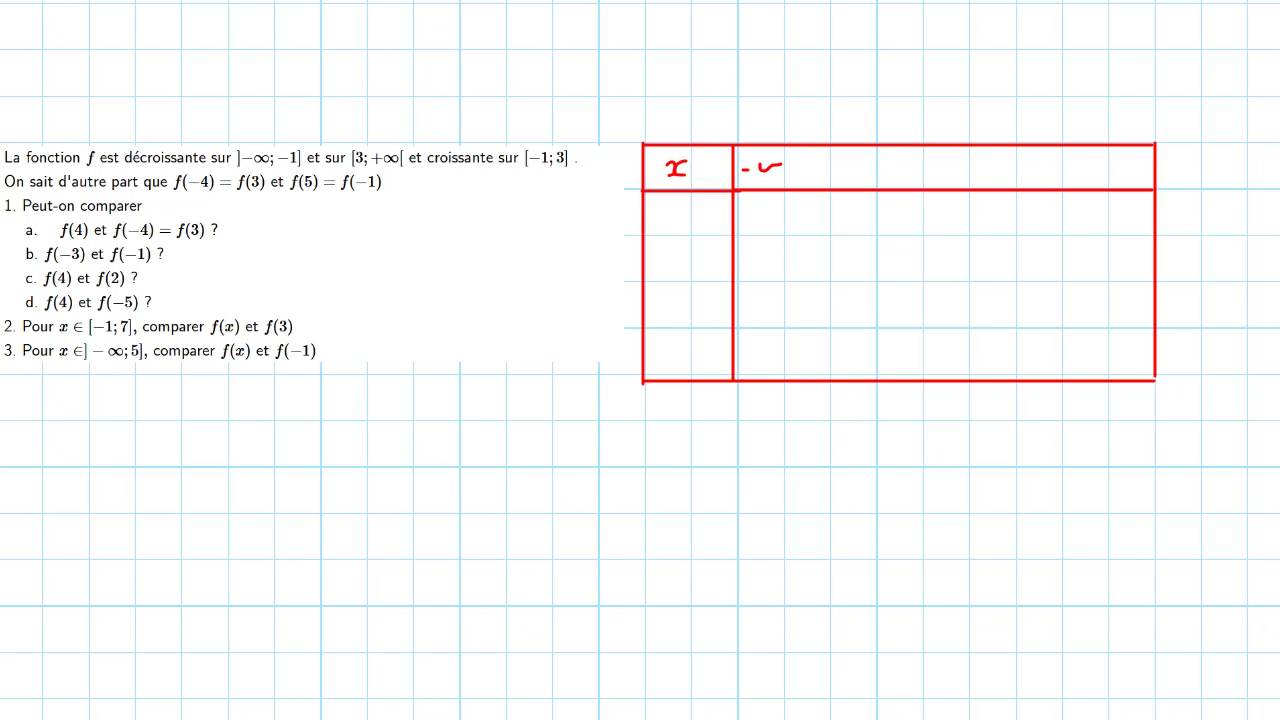 La fonction f est décroissante sur ]−∞; −1] et sur [3; +∞[ et croissante sur [−1; 3] .
On sait d'autre part que f(−4) = f(3) et f(5) = f(−1)
1. Peut-on comparer
a. f(4) et f(−4) = f(3) ?
b. f(−3) et f(−1) ?
c. f(4) et f(2) ?
d. f(4) et f(−5) ?
2. Pour x ∈ [−1; 7], comparer f(x) et f(3)
3. Pour x ∈] − ∞; 5], comparer f(x) et f(−1)
x